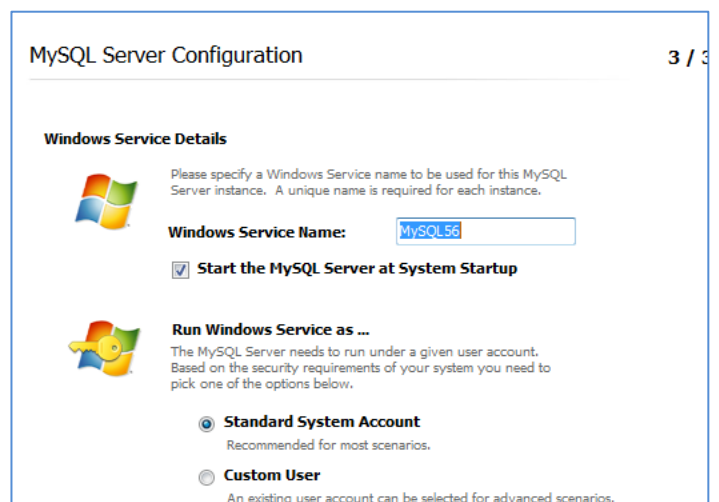 MySQL Server Configuration
3 / 3
Windows Service Details
Please specify a Windows Service name to be used for this MySQL
Server instance. A unique name is required for each instance.
Windows Service Name:
MySQL56
Start the MySQL Server at System Startup
Run Windows Service as ...
The MySQL Server needs to run under a given user account.
Based on the security requirements of your system you need to
pick one of the options below.
Standard System Account
Recommended for most scenarios.
Custom User
An existing user account can be selected for advanced scenarios.